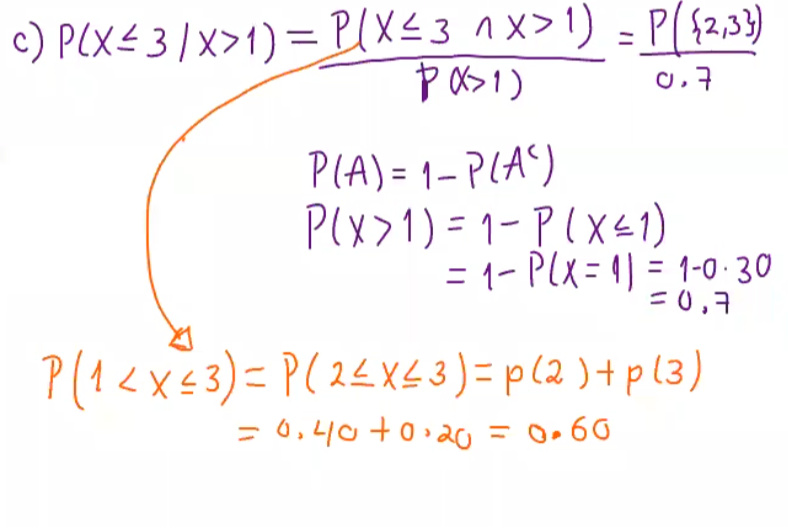 c) P(X≤3 / X>1) = P(X≤3 ∩ X>1) / P(X>1) = P({2,3}) / 0.7
P(A) = 1 - P(Aᶜ)
P(X>1) = 1 - P(X≤1)
= 1 - P(X=1) = 1-0.30
= 0,7
P(1<X≤3) = P(2≤X≤3) = p(2) + p(3)
= 0.40 + 0.20 = 0.60